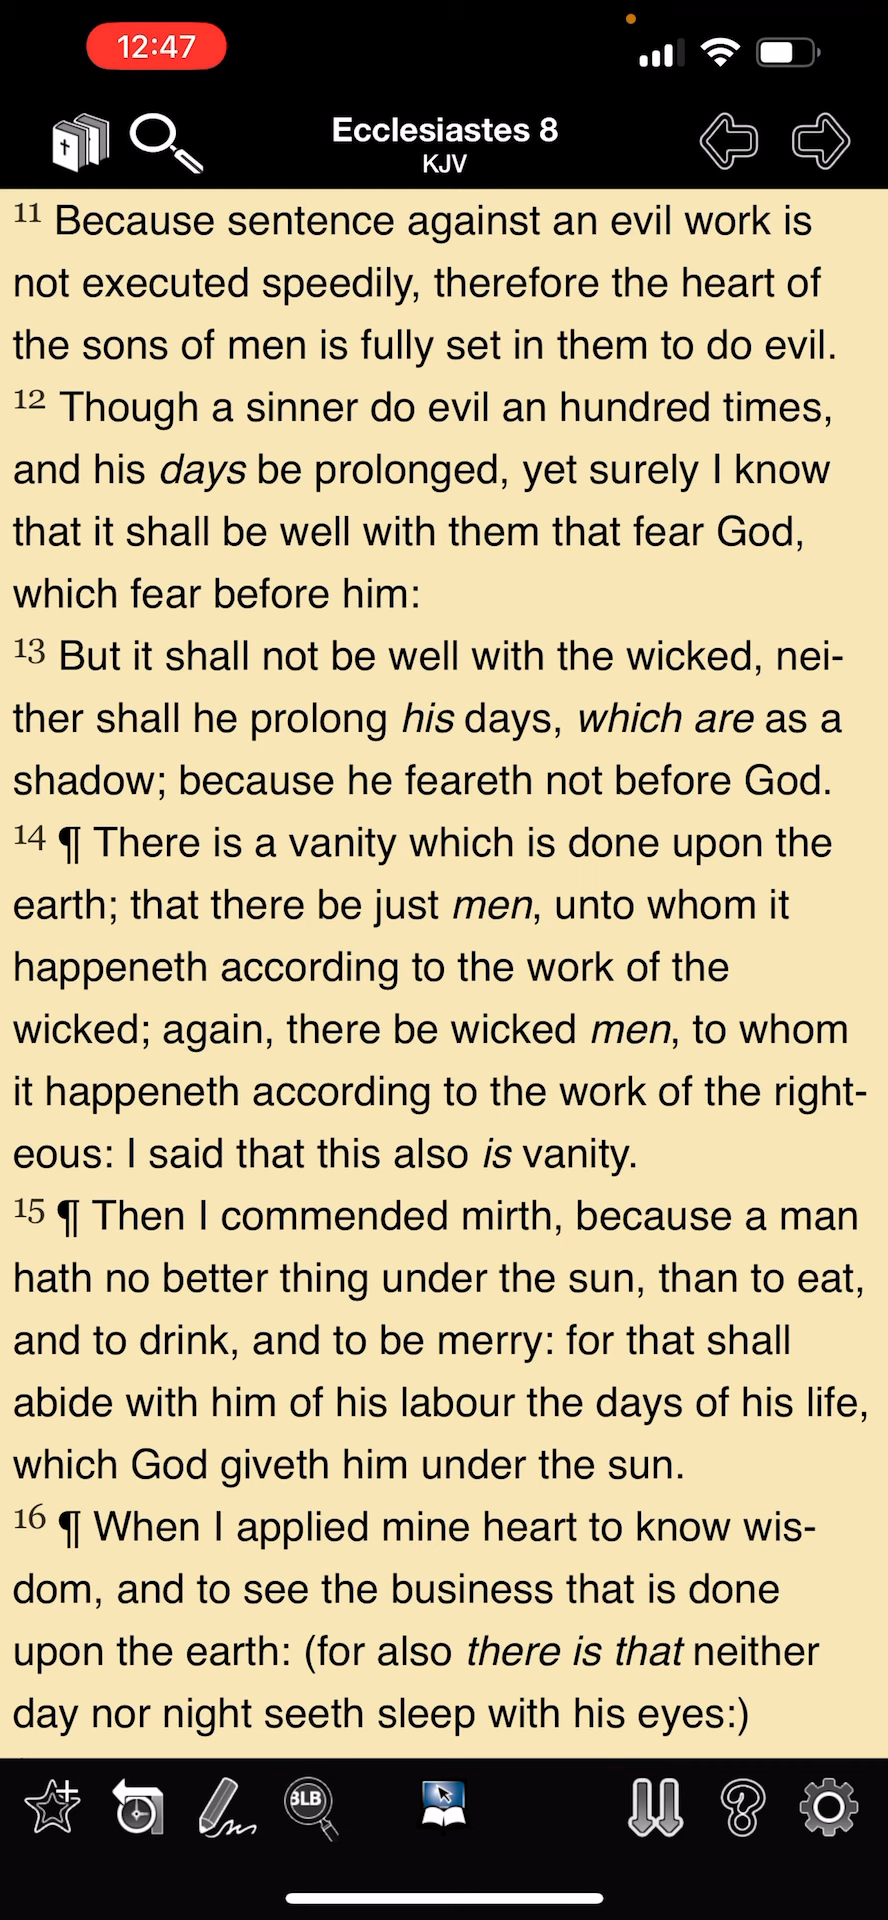 12:47
Ecclesiastes 8
KJV
11 Because sentence against an evil work is
not executed speedily, therefore the heart of
the sons of men is fully set in them to do evil.
12 Though a sinner do evil an hundred times,
and his days be prolonged, yet surely I know
that it shall be well with them that fear God,
which fear before him:
13 But it shall not be well with the wicked, nei-
ther shall he prolong his days, which are as a
shadow; because he feareth not before God.
14 ¶ There is a vanity which is done upon the
earth; that there be just men, unto whom it
happeneth according to the work of the
wicked; again, there be wicked men, to whom
it happeneth according to the work of the right-
eous: I said that this also is vanity.
15 ¶ Then I commended mirth, because a man
hath no better thing under the sun, than to eat,
and to drink, and to be merry: for that shall
abide with him of his labour the days of his life,
which God giveth him under the sun.
16 ¶ When I applied mine heart to know wis-
dom, and to see the business that is done
upon the earth: (for also there is that neither
day nor night seeth sleep with his eyes:)
BLB